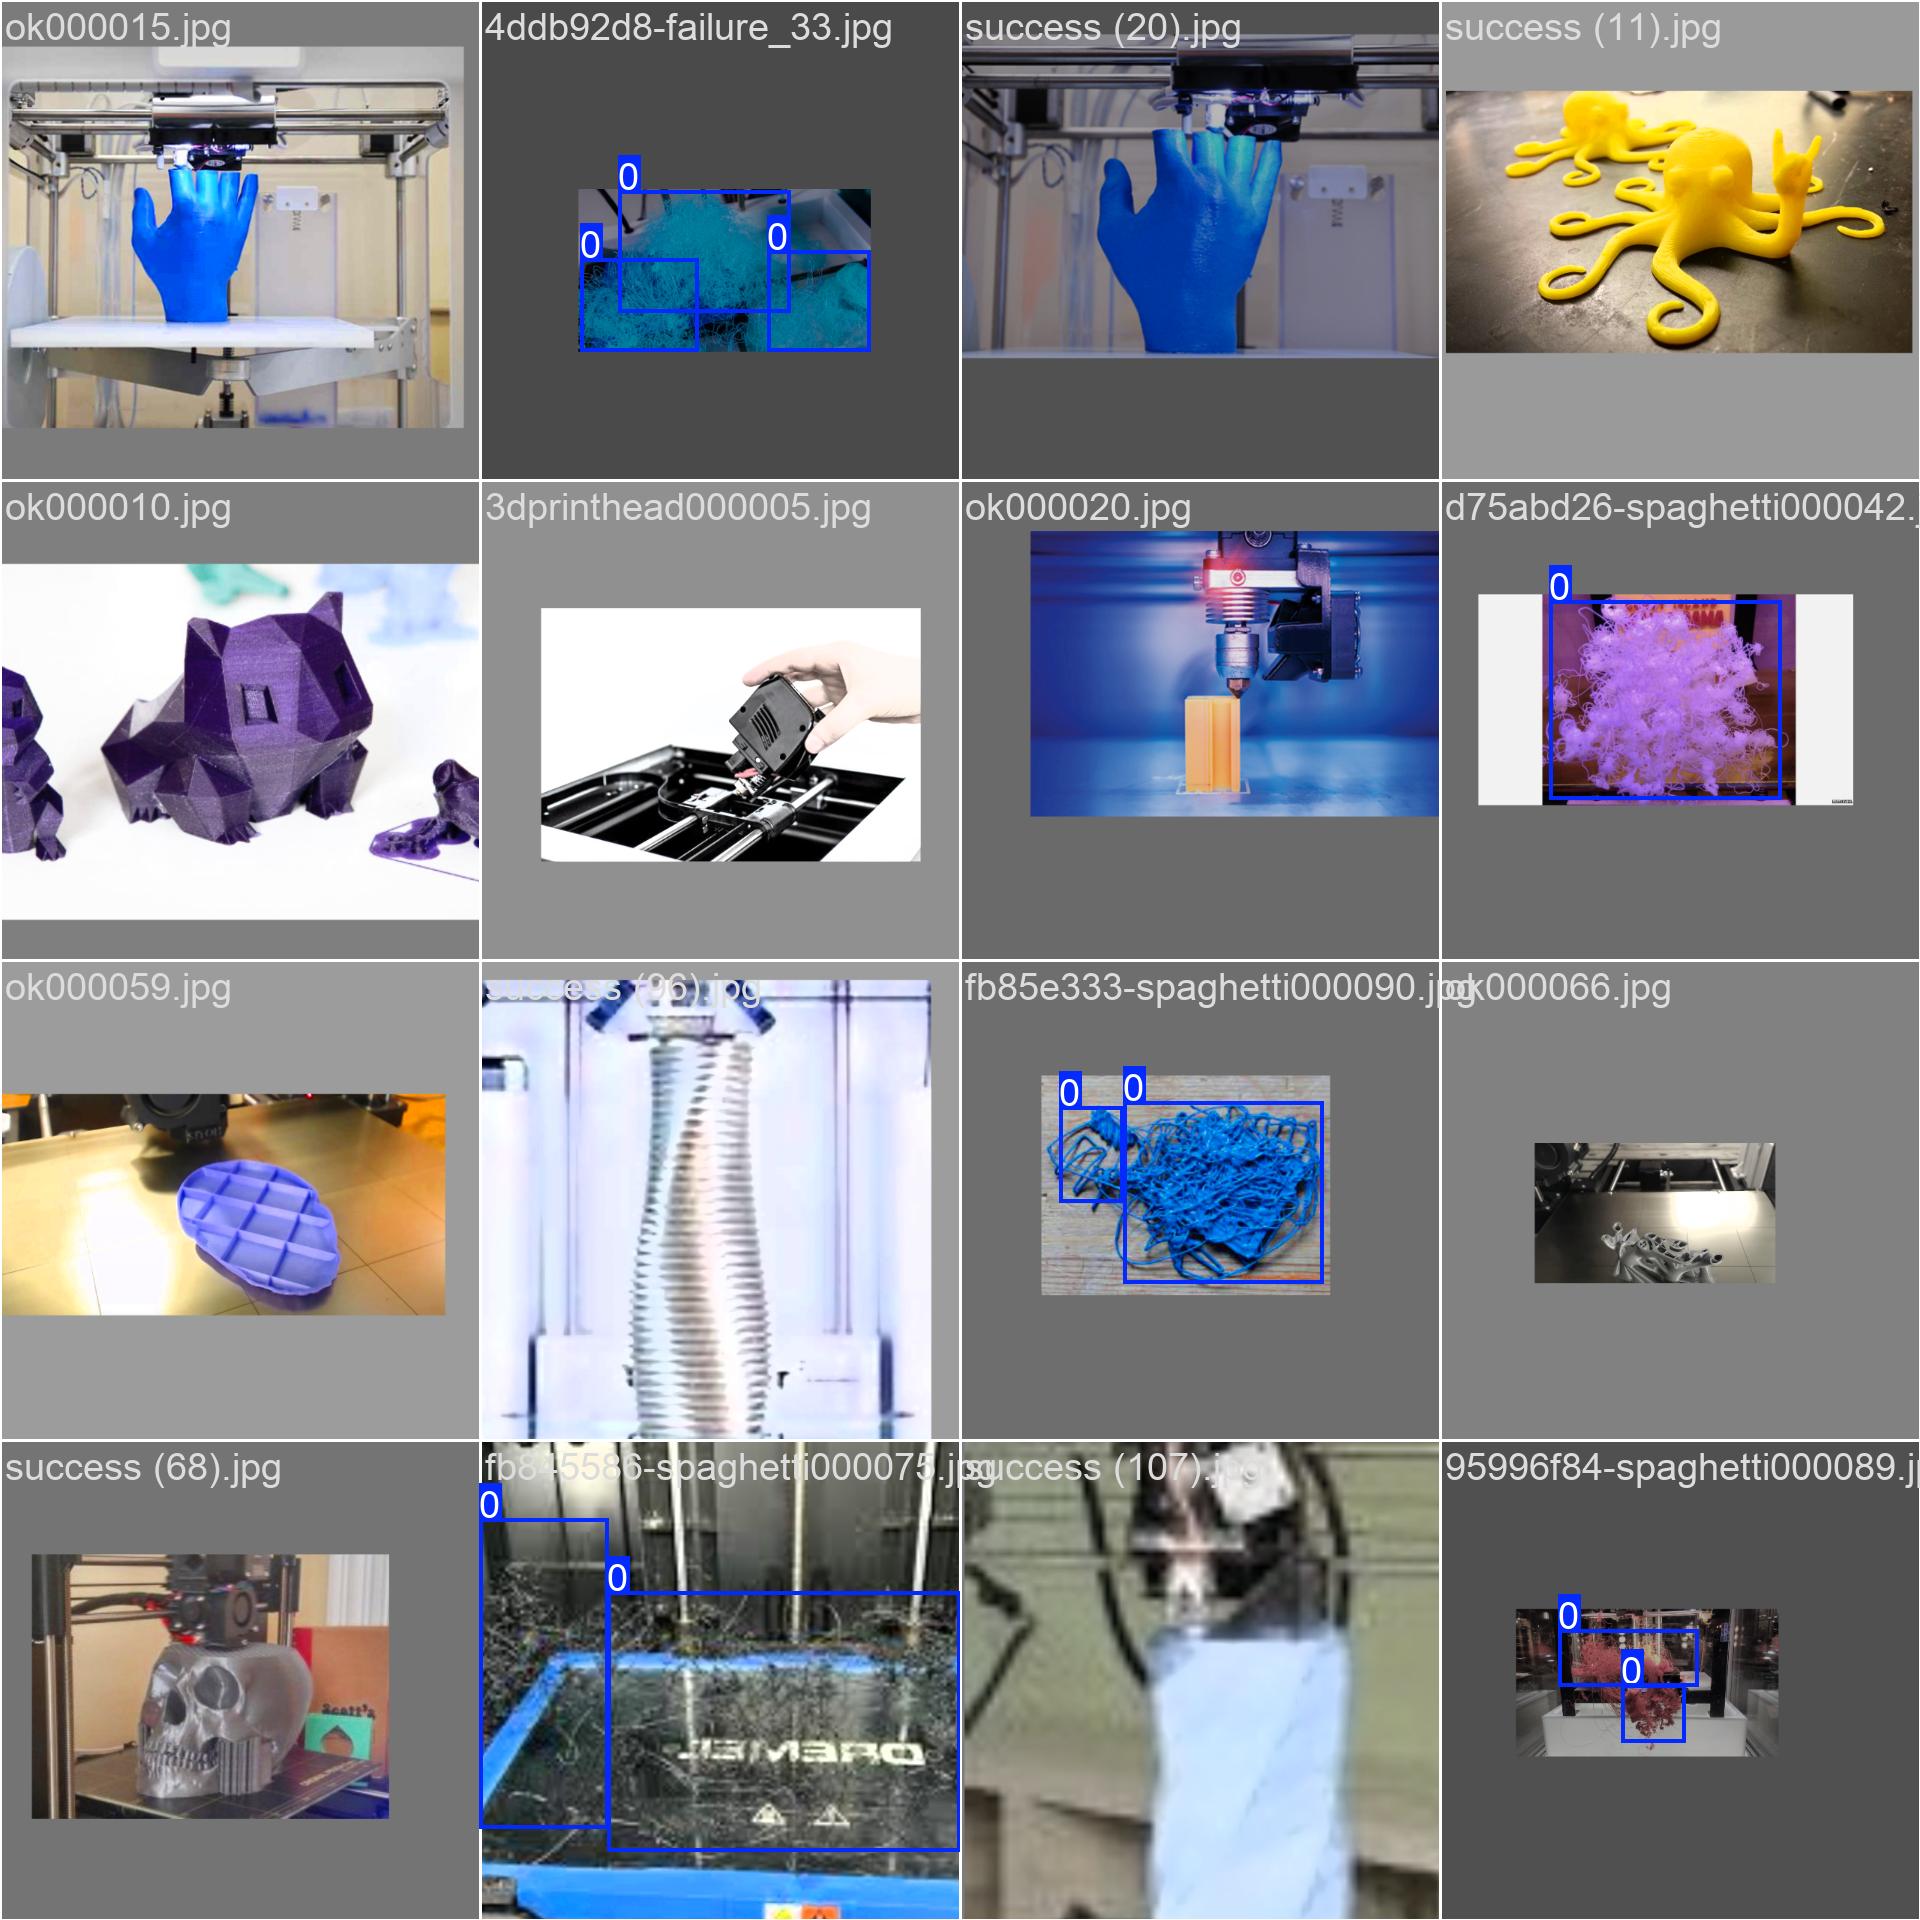 ok000015.jpg
4ddb92d8-failure_33.jpg
success (20).jpg
success (11).jpg
0
0
0
ok000010.jpg
3dprinthead000005.jpg
ok000020.jpg
d75abd26-spaghetti000042.
0
ok000059.jpg
success (96).jpg
fb85e333-spaghetti000090.jpg
ok000066.jpg
0
0
success (68).jpg
fb845586-spaghetti000075.jpg
success (107).jpg
95996f84-spaghetti000089.j
0
0
0
0
Scott's
DREMEL